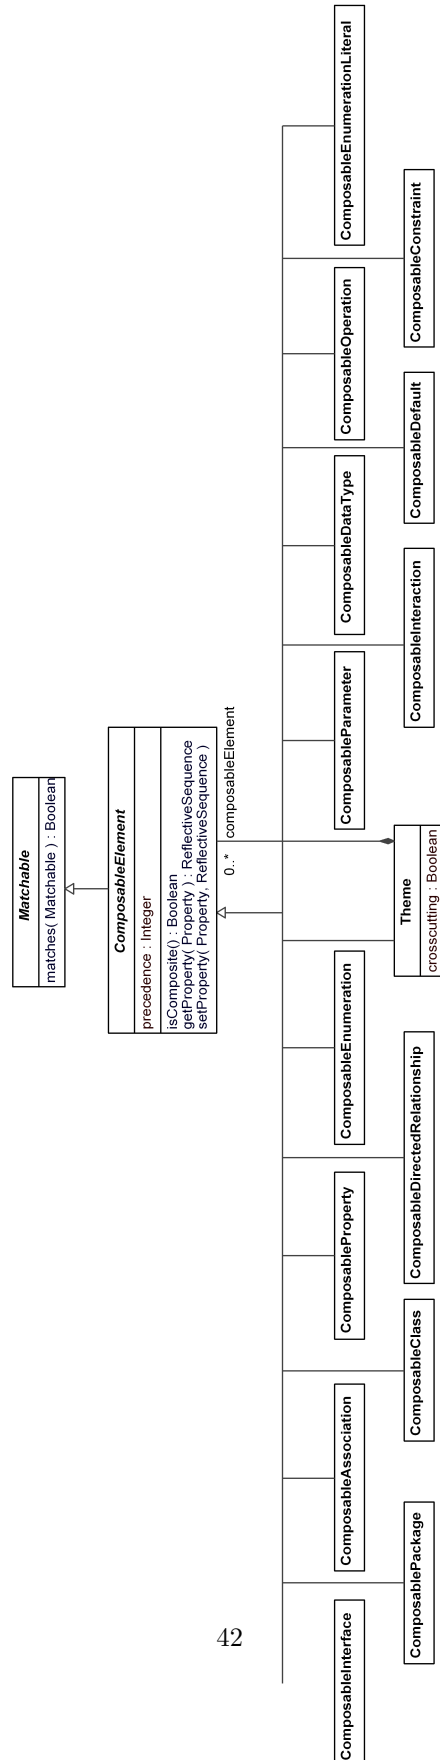 Matchable
matches( Matchable ) : Boolean
ComposableElement
precedence : Integer
isComposite() : Boolean
getProperty( Property ) : ReflectiveSequence
setProperty( Property, ReflectiveSequence )
0..* composableElement
ComposableInterface
ComposableAssociation
ComposableProperty
ComposableEnumeration
ComposableParameter
ComposableDataType
ComposableOperation
ComposableEnumerationLiteral
ComposablePackage
ComposableClass
ComposableDirectedRelationship
Theme
crosscutting : Boolean
ComposableInteraction
ComposableDefault
ComposableConstraint
42